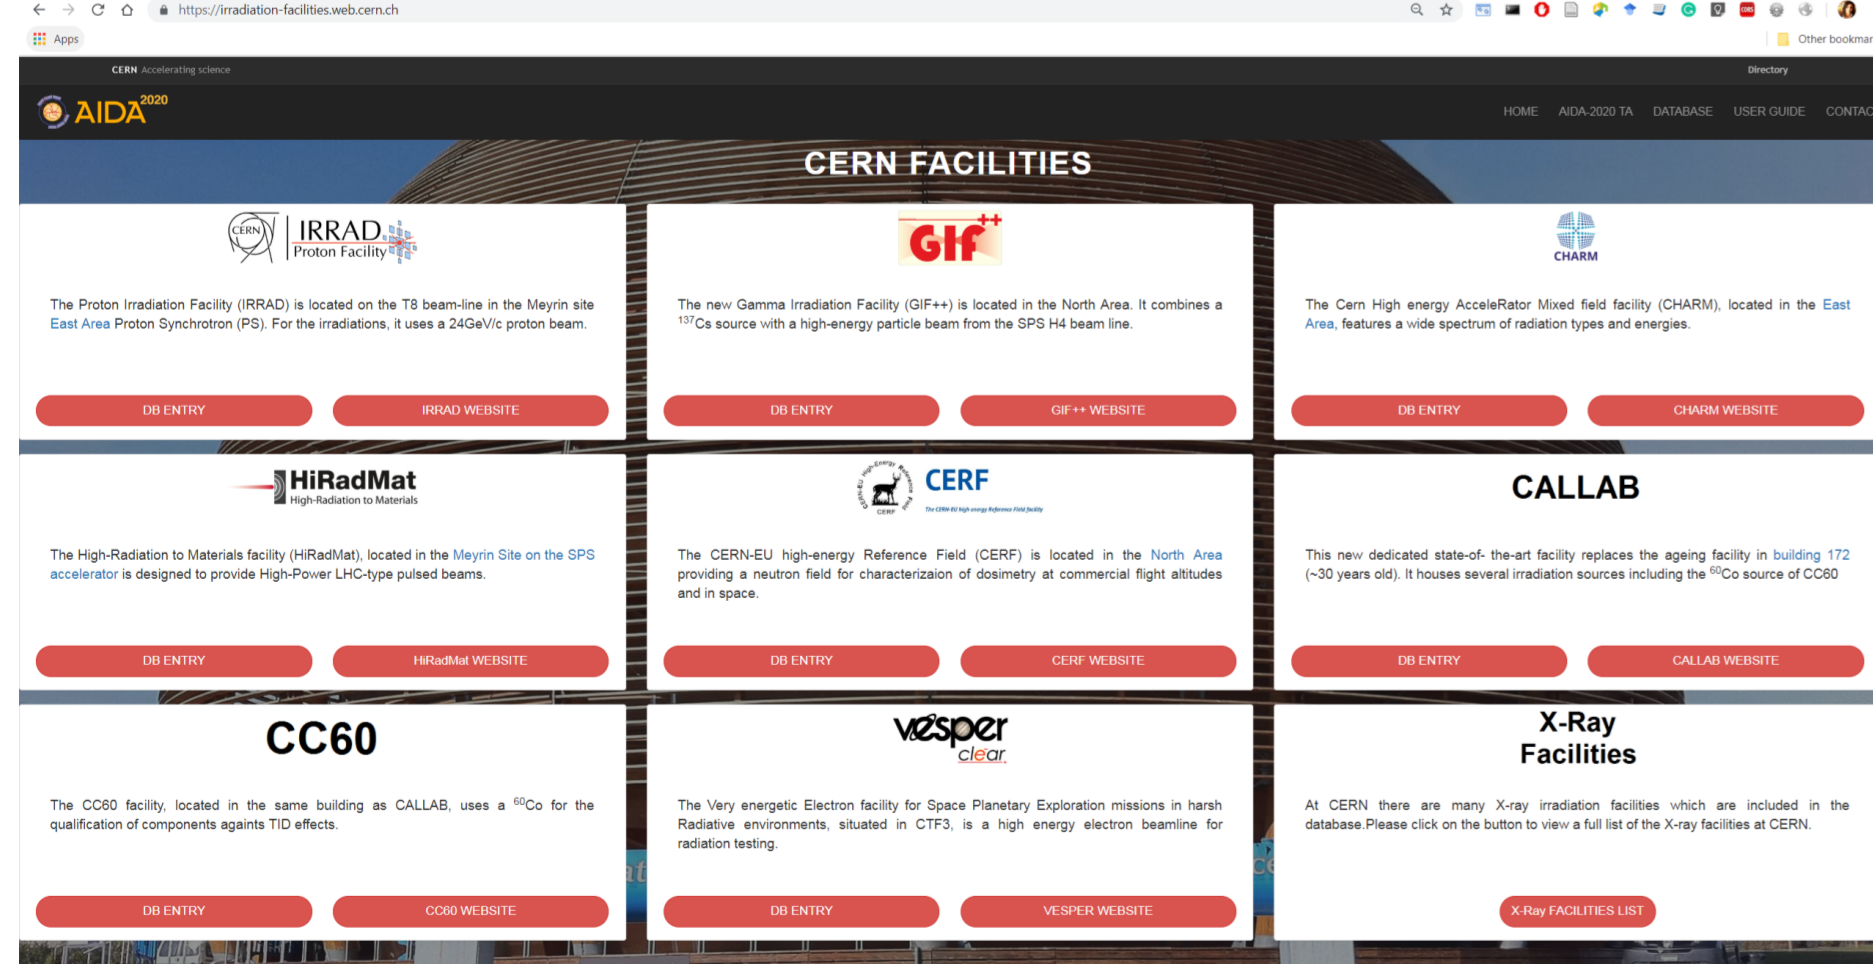 https://irradiation-facilities.web.cern.ch
Apps
Other bookmar
CERN Accelerating science
Directory
AIDA2020
HOME AIDA-2020 TA DATABASE USER GUIDE CONTAC
CERN FACILITIES
CERN IRRAD
Proton Facility
The Proton Irradiation Facility (IRRAD) is located on the T8 beam-line in the Meyrin site
East Area Proton Synchrotron (PS). For the irradiations, it uses a 24GeV/c proton beam.
DB ENTRY IRRAD WEBSITE
GIF++
The new Gamma Irradiation Facility (GIF++) is located in the North Area. It combines a
137Cs source with a high-energy particle beam from the SPS H4 beam line.
DB ENTRY GIF++ WEBSITE
CHARM
The Cern High energy AcceleRator Mixed field facility (CHARM), located in the East
Area, features a wide spectrum of radiation types and energies.
DB ENTRY CHARM WEBSITE
HiRadMat
High-Radiation to Materials
The High-Radiation to Materials facility (HiRadMat), located in the Meyrin Site on the SPS
accelerator is designed to provide High-Power LHC-type pulsed beams.
DB ENTRY HiRadMat WEBSITE
CERN-EU High-Energy Reference Field
CERF
CERF
The CERN-EU high energy Reference Field facility
The CERN-EU high-energy Reference Field (CERF) is located in the North Area
providing a neutron field for characterizaion of dosimetry at commercial flight altitudes
and in space.
DB ENTRY CERF WEBSITE
CALLAB
This new dedicated state-of- the-art facility replaces the ageing facility in building 172
(~30 years old). It houses several irradiation sources including the 60Co source of CC60
DB ENTRY CALLAB WEBSITE
CC60
The CC60 facility, located in the same building as CALLAB, uses a 60Co for the
qualification of components againts TID effects.
DB ENTRY CC60 WEBSITE
vesper
clear
The Very energetic Electron facility for Space Planetary Exploration missions in harsh
Radiative environments, situated in CTF3, is a high energy electron beamline for
radiation testing.
DB ENTRY VESPER WEBSITE
X-Ray
Facilities
At CERN there are many X-ray irradiation facilities which are included in the
database.Please click on the button to view a full list of the X-ray facilities at CERN.
X-Ray FACILITIES LIST